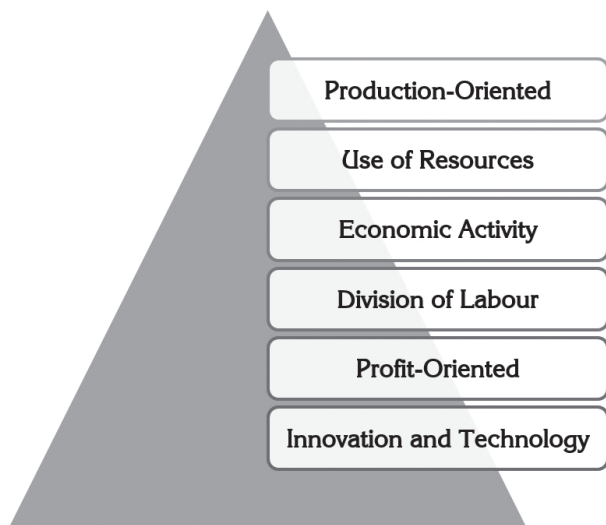 Production-Oriented
Use of Resources
Economic Activity
Division of Labour
Profit-Oriented
Innovation and Technology